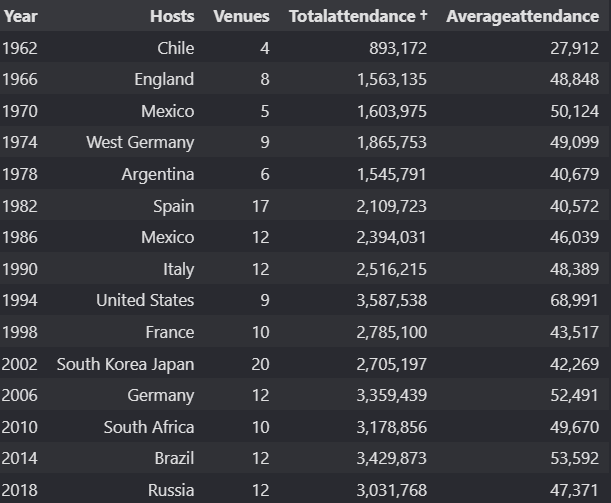 Year Hosts Venues Totalattendance † Averageattendance
1962 Chile 4 893,172 27,912
1966 England 8 1,563,135 48,848
1970 Mexico 5 1,603,975 50,124
1974 West Germany 9 1,865,753 49,099
1978 Argentina 6 1,545,791 40,679
1982 Spain 17 2,109,723 40,572
1986 Mexico 12 2,394,031 46,039
1990 Italy 12 2,516,215 48,389
1994 United States 9 3,587,538 68,991
1998 France 10 2,785,100 43,517
2002 South Korea Japan 20 2,705,197 42,269
2006 Germany 12 3,359,439 52,491
2010 South Africa 10 3,178,856 49,670
2014 Brazil 12 3,429,873 53,592
2018 Russia 12 3,031,768 47,371